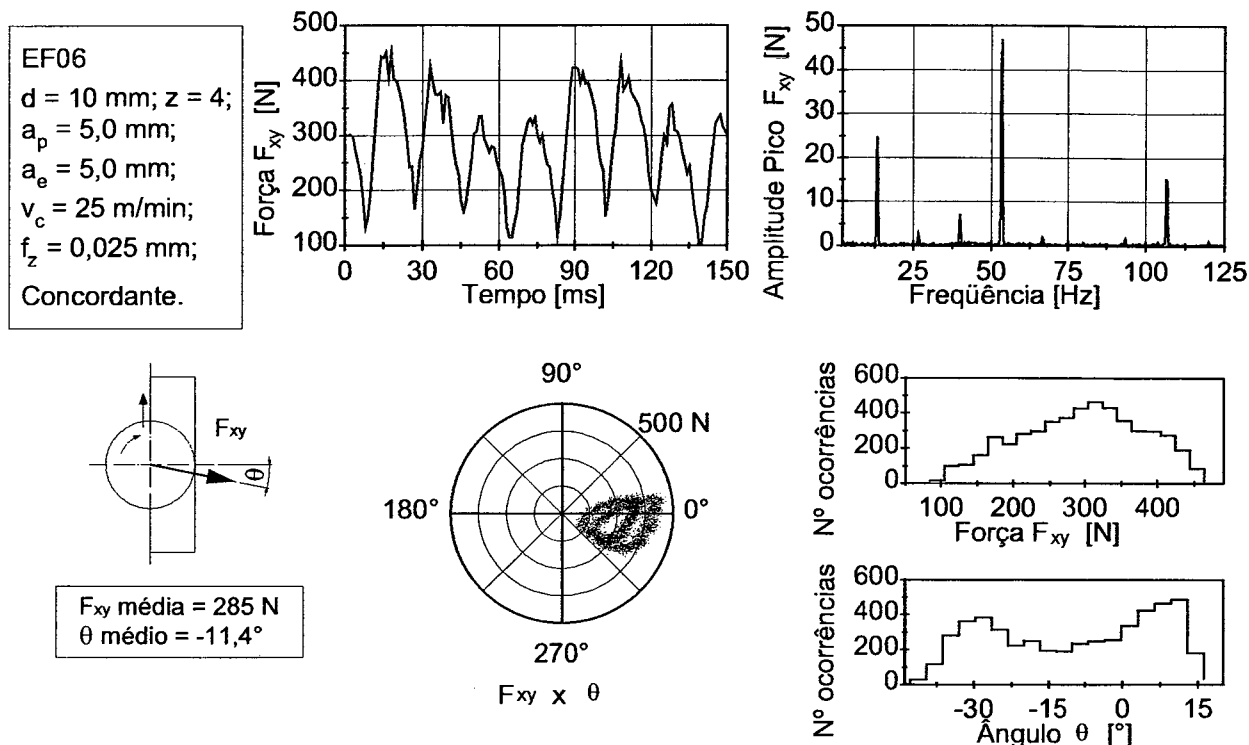 EF06
d = 10 mm; z = 4;
a_p = 5,0 mm;
a_e = 5,0 mm;
v_c = 25 m/min;
f_z = 0,025 mm;
Concordante.
Força F_xy [N]
500
400
300
200
100
0 30 60 90 120 150
Tempo [ms]
Amplitude Pico F_xy [N]
50
40
30
20
10
0
25 50 75 100 125
Freqüência [Hz]
F_xy
θ
F_xy média = 285 N
θ médio = -11,4°
90°
500 N
180°
0°
270°
F_xy x θ
Nº ocorrências
600
400
200
0
100 200 300 400
Força F_xy [N]
Nº ocorrências
600
400
200
0
-30 -15 0 15
Ângulo θ [°]